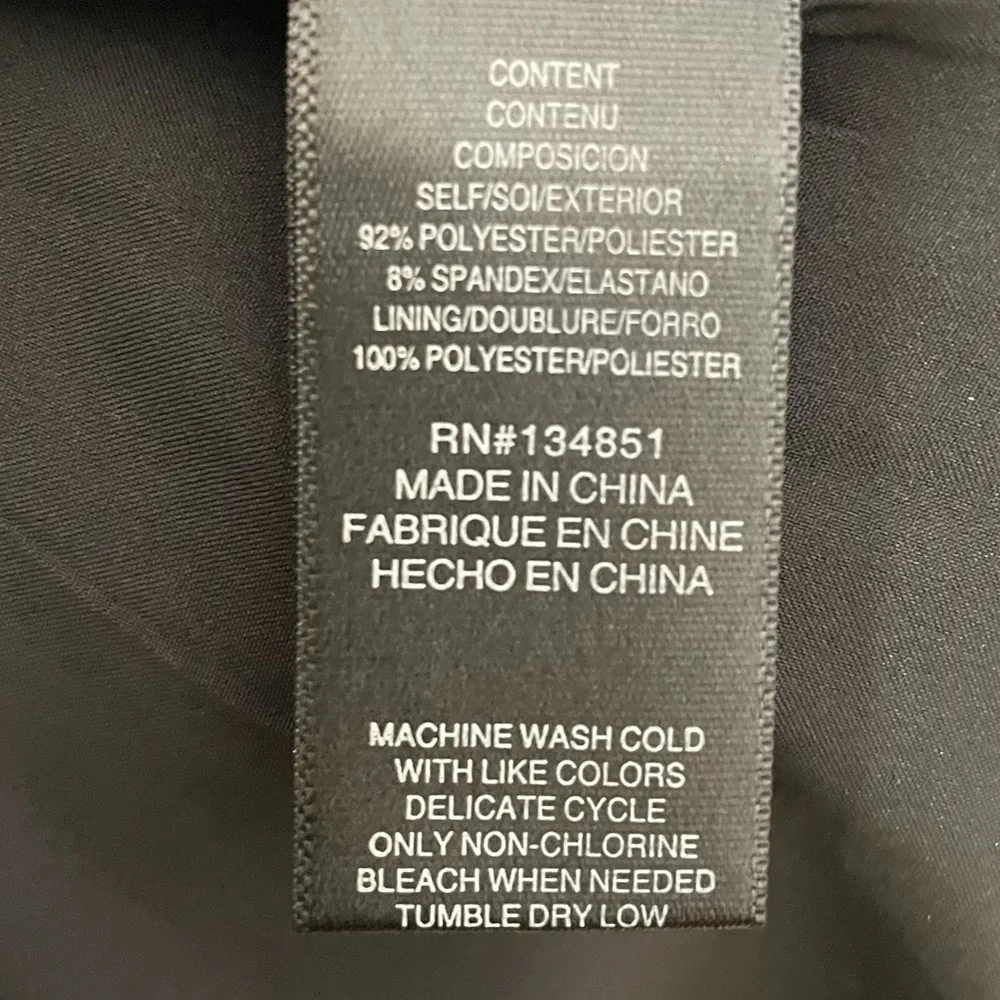 CONTENT
CONTENU
COMPOSICION
SELF/SOI/EXTERIOR
92% POLYESTER/POLIESTER
8% SPANDEX/ELASTANO
LINING/DOUBLURE/FORRO
100% POLYESTER/POLIESTER
RN#134851
MADE IN CHINA
FABRIQUE EN CHINE
HECHO EN CHINA
MACHINE WASH COLD
WITH LIKE COLORS
DELICATE CYCLE
ONLY NON-CHLORINE
BLEACH WHEN NEEDED
TUMBLE DRY LOW